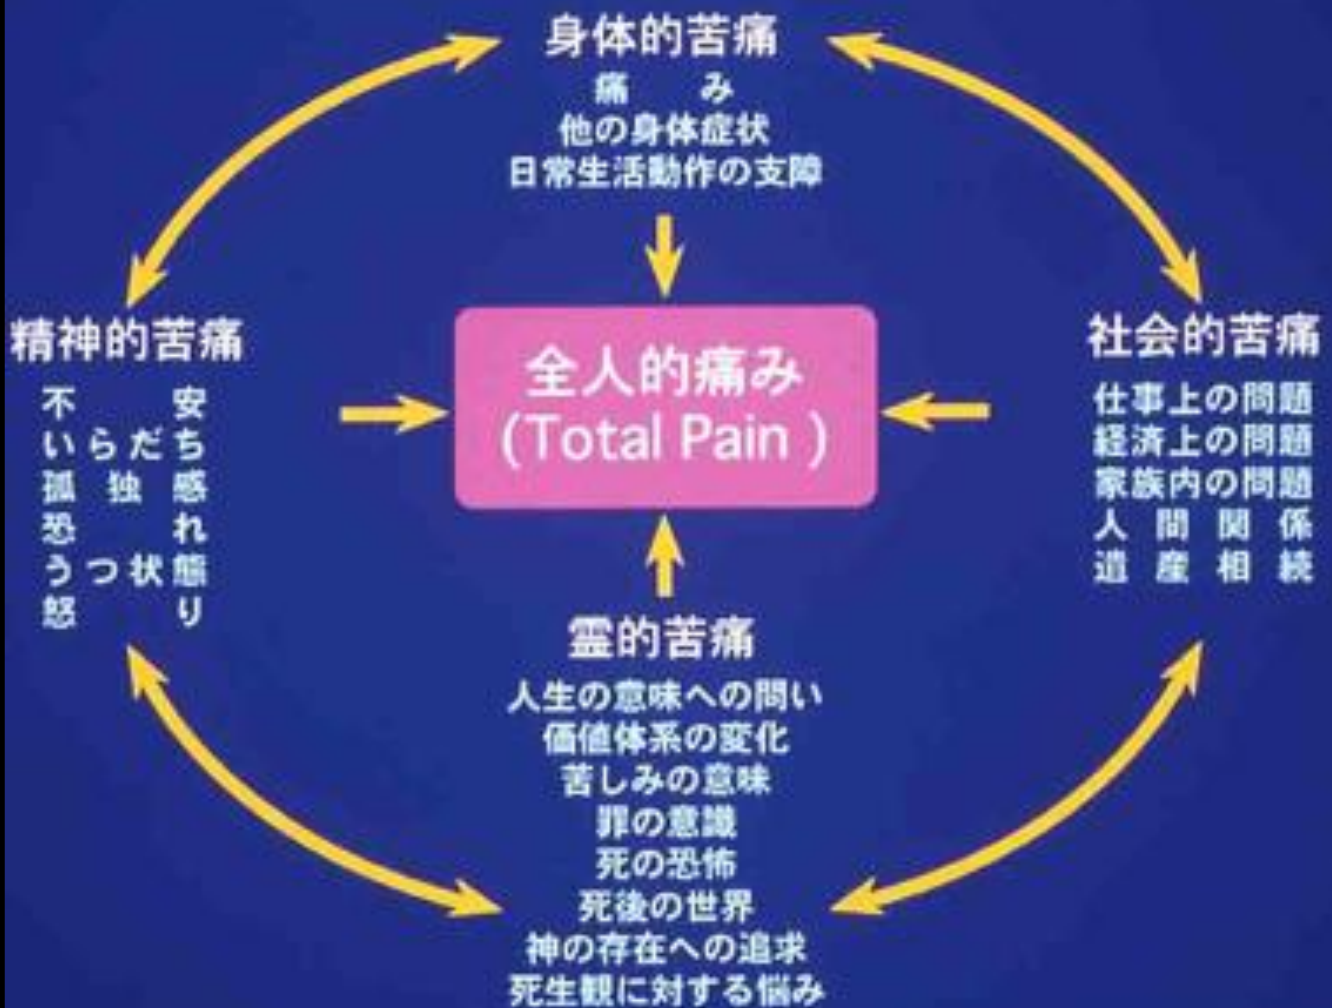 身体的苦痛
痛み
他の身体症状
日常生活動作の支障
精神的苦痛
不安
いらだち
孤独感
恐れ
うつ状態
怒り
全人的痛み
(Total Pain )
社会的苦痛
仕事上の問題
経済上の問題
家族内の問題
人間関係
遺産相続
霊的苦痛
人生の意味への問い
価値体系の変化
苦しみの意味
罪の意識
死の恐怖
死後の世界
神の存在への追求
死生観に対する悩み